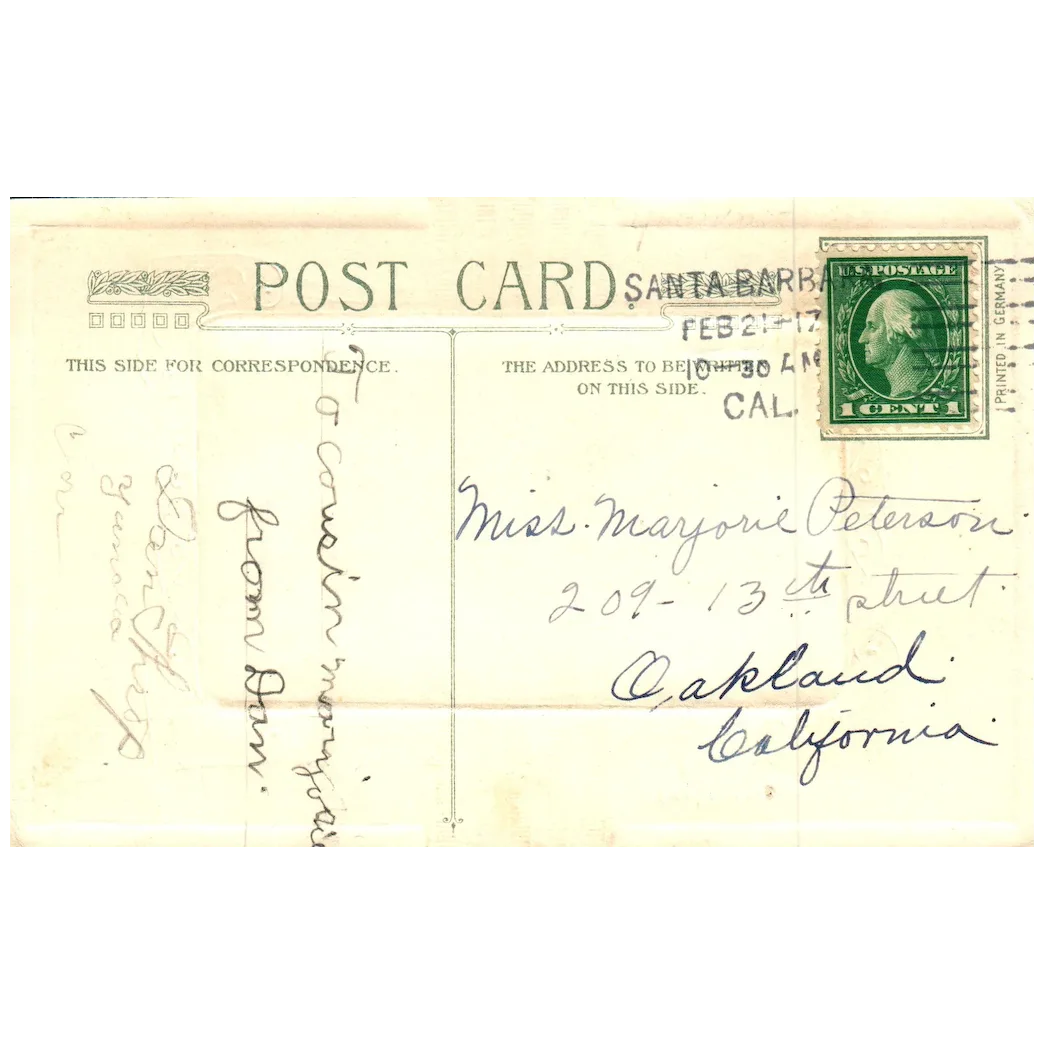 POST CARD.
SANTA BARBARA
FEB 21-17
10-30 AM
CAL.
U.S. POSTAGE
1 CENT 1
PRINTED IN GERMANY
THIS SIDE FOR CORRESPONDENCE.
THE ADDRESS TO BE WRITTEN
ON THIS SIDE.
To cousin Marjorie
from Dan.
Miss. Marjorie Peterson.
209 - 13th street.
Oakland.
California.